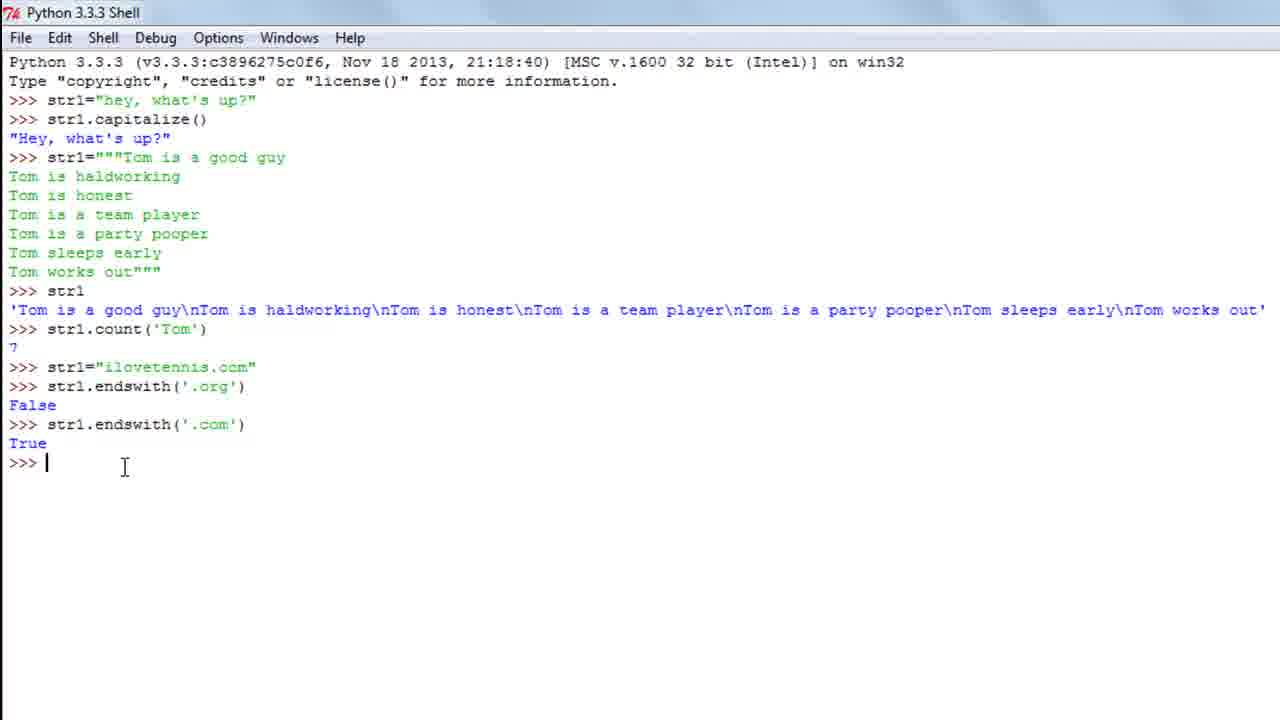 Python 3.3.3 Shell
File Edit Shell Debug Options Windows Help
Python 3.3.3 (v3.3.3:c3896275c0f6, Nov 18 2013, 21:18:40) [MSC v.1600 32 bit (Intel)] on win32
Type "copyright", "credits" or "license()" for more information.
>>> str1="hey, what's up?"
>>> str1.capitalize()
"Hey, what's up?"
>>> str1="""Tom is a good guy
Tom is haldworking
Tom is honest
Tom is a team player
Tom is a party pooper
Tom sleeps early
Tom works out"""
>>> str1
'Tom is a good guy\nTom is haldworking\nTom is honest\nTom is a team player\nTom is a party pooper\nTom sleeps early\nTom works out'
>>> str1.count('Tom')
7
>>> str1="ilovetennis.com"
>>> str1.endswith('.org')
False
>>> str1.endswith('.com')
True
>>>